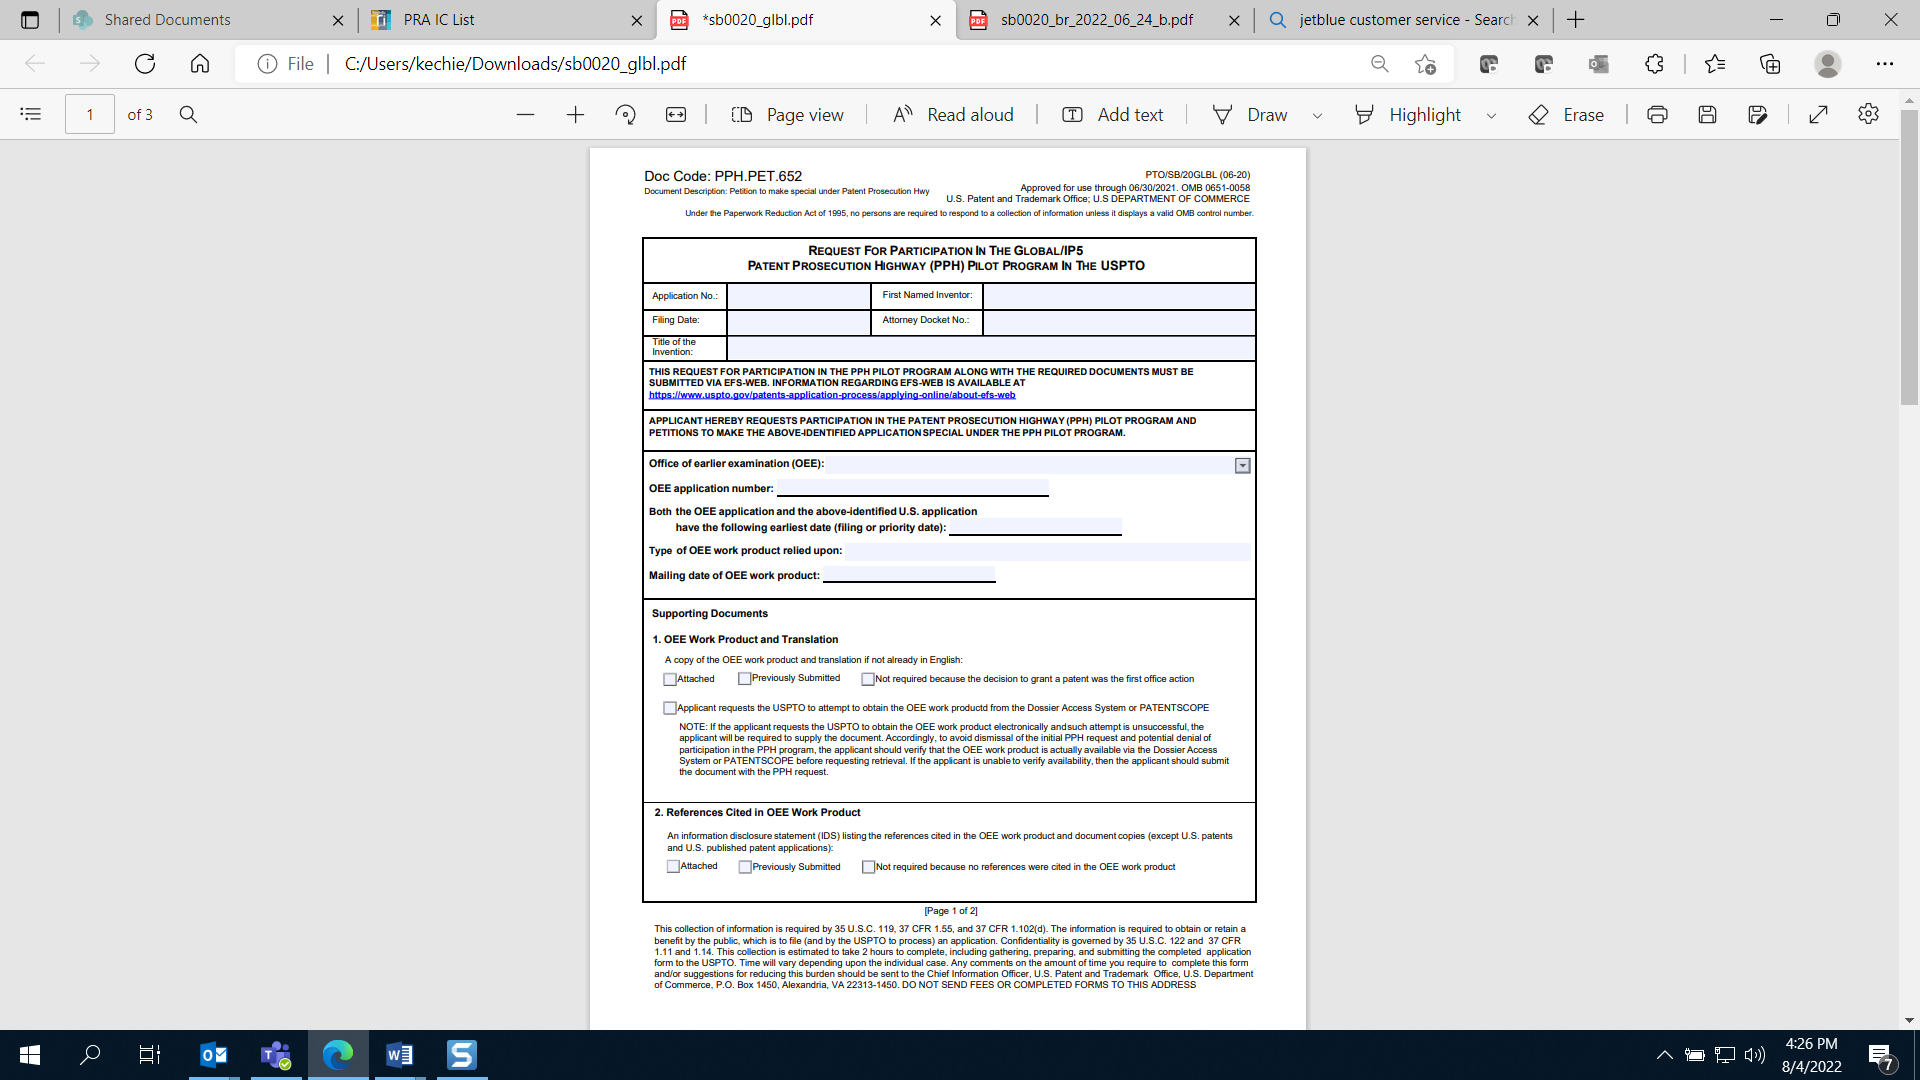 Shared Documents
PRA IC List
*sb0020_glbl.pdf
sb0020_br_2022_06_24_b.pdf
jetblue customer service - Search
File
C:/Users/kechie/Downloads/sb0020_glbl.pdf
1 of 3
Page view
Read aloud
Add text
Draw
Highlight
Erase
Doc Code: PPH.PET.652
Document Description: Petition to make special under Patent Prosecution Hwy
PTO/SB/20GLBL (06-20)
Approved for use through 06/30/2021. OMB 0651-0058
U.S. Patent and Trademark Office; U.S DEPARTMENT OF COMMERCE
Under the Paperwork Reduction Act of 1995, no persons are required to respond to a collection of information unless it displays a valid OMB control number.
REQUEST FOR PARTICIPATION IN THE GLOBAL/IP5
PATENT PROSECUTION HIGHWAY (PPH) PILOT PROGRAM IN THE USPTO
Application No.:
First Named Inventor:
Filing Date:
Attorney Docket No.:
Title of the
Invention:
THIS REQUEST FOR PARTICIPATION IN THE PPH PILOT PROGRAM ALONG WITH THE REQUIRED DOCUMENTS MUST BE
SUBMITTED VIA EFS-WEB. INFORMATION REGARDING EFS-WEB IS AVAILABLE AT
https://www.uspto.gov/patents-application-process/applying-online/about-efs-web
APPLICANT HEREBY REQUESTS PARTICIPATION IN THE PATENT PROSECUTION HIGHWAY (PPH) PILOT PROGRAM AND
PETITIONS TO MAKE THE ABOVE-IDENTIFIED APPLICATION SPECIAL UNDER THE PPH PILOT PROGRAM.
Office of earlier examination (OEE):
OEE application number:
Both the OEE application and the above-identified U.S. application
have the following earliest date (filing or priority date):
Type of OEE work product relied upon:
Mailing date of OEE work product:
Supporting Documents
1. OEE Work Product and Translation
A copy of the OEE work product and translation if not already in English:
Attached
Previously Submitted
Not required because the decision to grant a patent was the first office action
Applicant requests the USPTO to attempt to obtain the OEE work productd from the Dossier Access System or PATENTSCOPE
NOTE: If the applicant requests the USPTO to obtain the OEE work product electronically and such attempt is unsuccessful, the
applicant will be required to supply the document. Accordingly, to avoid dismissal of the initial PPH request and potential denial of
participation in the PPH program, the applicant should verify that the OEE work product is actually available via the Dossier Access
System or PATENTSCOPE before requesting retrieval. If the applicant is unable to verify availability, then the applicant should submit
the document with the PPH request.
2. References Cited in OEE Work Product
An information disclosure statement (IDS) listing the references cited in the OEE work product and document copies (except U.S. patents
and U.S. published patent applications):
Attached
Previously Submitted
Not required because no references were cited in the OEE work product
[Page 1 of 2]
This collection of information is required by 35 U.S.C. 119, 37 CFR 1.55, and 37 CFR 1.102(d). The information is required to obtain or retain a
benefit by the public, which is to file (and by the USPTO to process) an application. Confidentiality is governed by 35 U.S.C. 122 and 37 CFR
1.11 and 1.14. This collection is estimated to take 2 hours to complete, including gathering, preparing, and submitting the completed application
form to the USPTO. Time will vary depending upon the individual case. Any comments on the amount of time you require to complete this form
and/or suggestions for reducing this burden should be sent to the Chief Information Officer, U.S. Patent and Trademark Office, U.S. Department
of Commerce, P.O. Box 1450, Alexandria, VA 22313-1450. DO NOT SEND FEES OR COMPLETED FORMS TO THIS ADDRESS
4:26 PM
8/4/2022
7